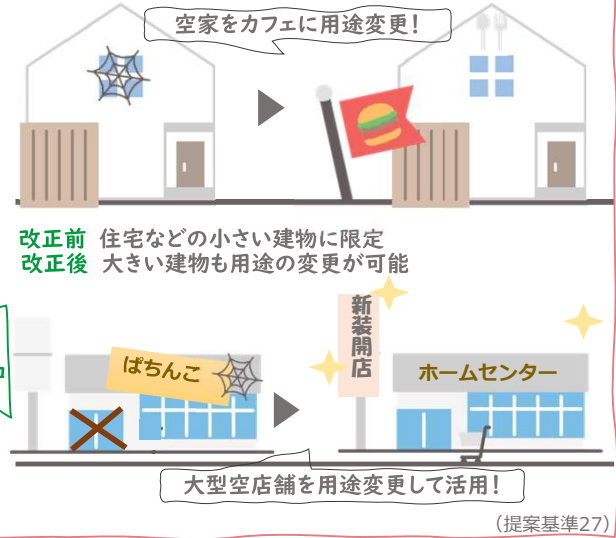 空家をカフェに用途変更!
改正前 住宅などの小さい建物に限定
改正後 大きい建物も用途の変更が可能
ぱちんこ
新装開店
ホームセンター
大型空店舗を用途変更して活用!
(提案基準27)